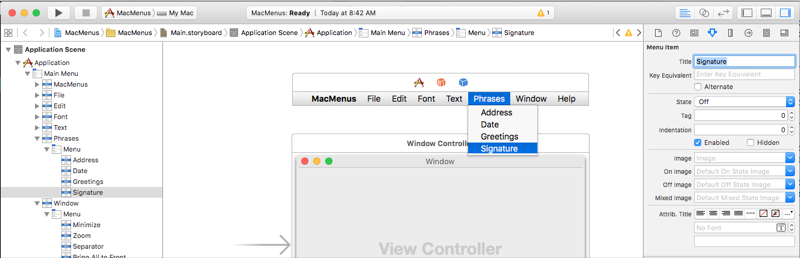 MacMenus
My Mac
MacMenus: Ready
Today at 8:42 AM
1
MacMenus
MacMenus
Main.storyboard
Application Scene
Application
Main Menu
Phrases
Menu
Signature
Application Scene
Application
Main Menu
MacMenus
File
Edit
Font
Text
Phrases
Menu
Address
Date
Greetings
Signature
Window
Menu
Minimize
Zoom
Separator
Bring All to Front
MacMenus File Edit Font Text Phrases Window Help
Address
Date
Greetings
Signature
Window Controlle
Window
View Controller
Menu Item
Title Signature
Key Equivalent Enter Key Equivalent
Alternate
State Off
Tag 0
Indentation 0
Enabled Hidden
Image Image
On Image Default On State Image
Off Image Default Off State Image
Mixed Image Default Mixed State Image
Attrib. Title ...
No Font T